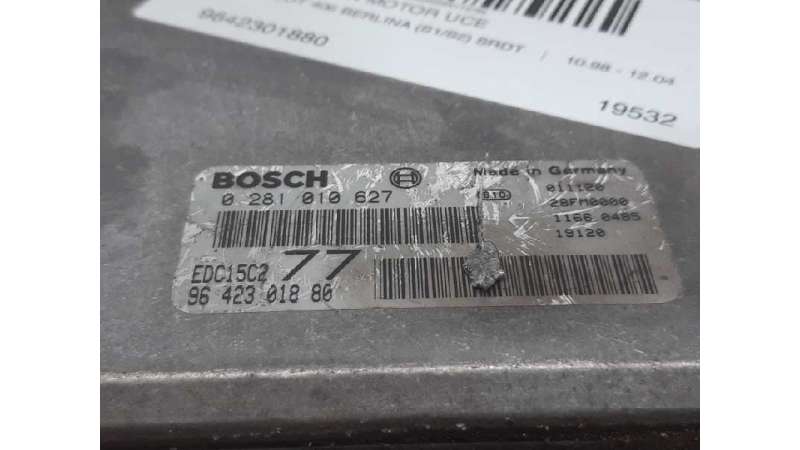 MOTOR UCE
406 BERLINA (S1/S2) SRDT / 10.98 - 12.04
9642301880
19532
BOSCH
Made in Germany
0 281 010 627
011120
28FM0000
1166 0485
19120
EDC15C2 77
96 423 018 80